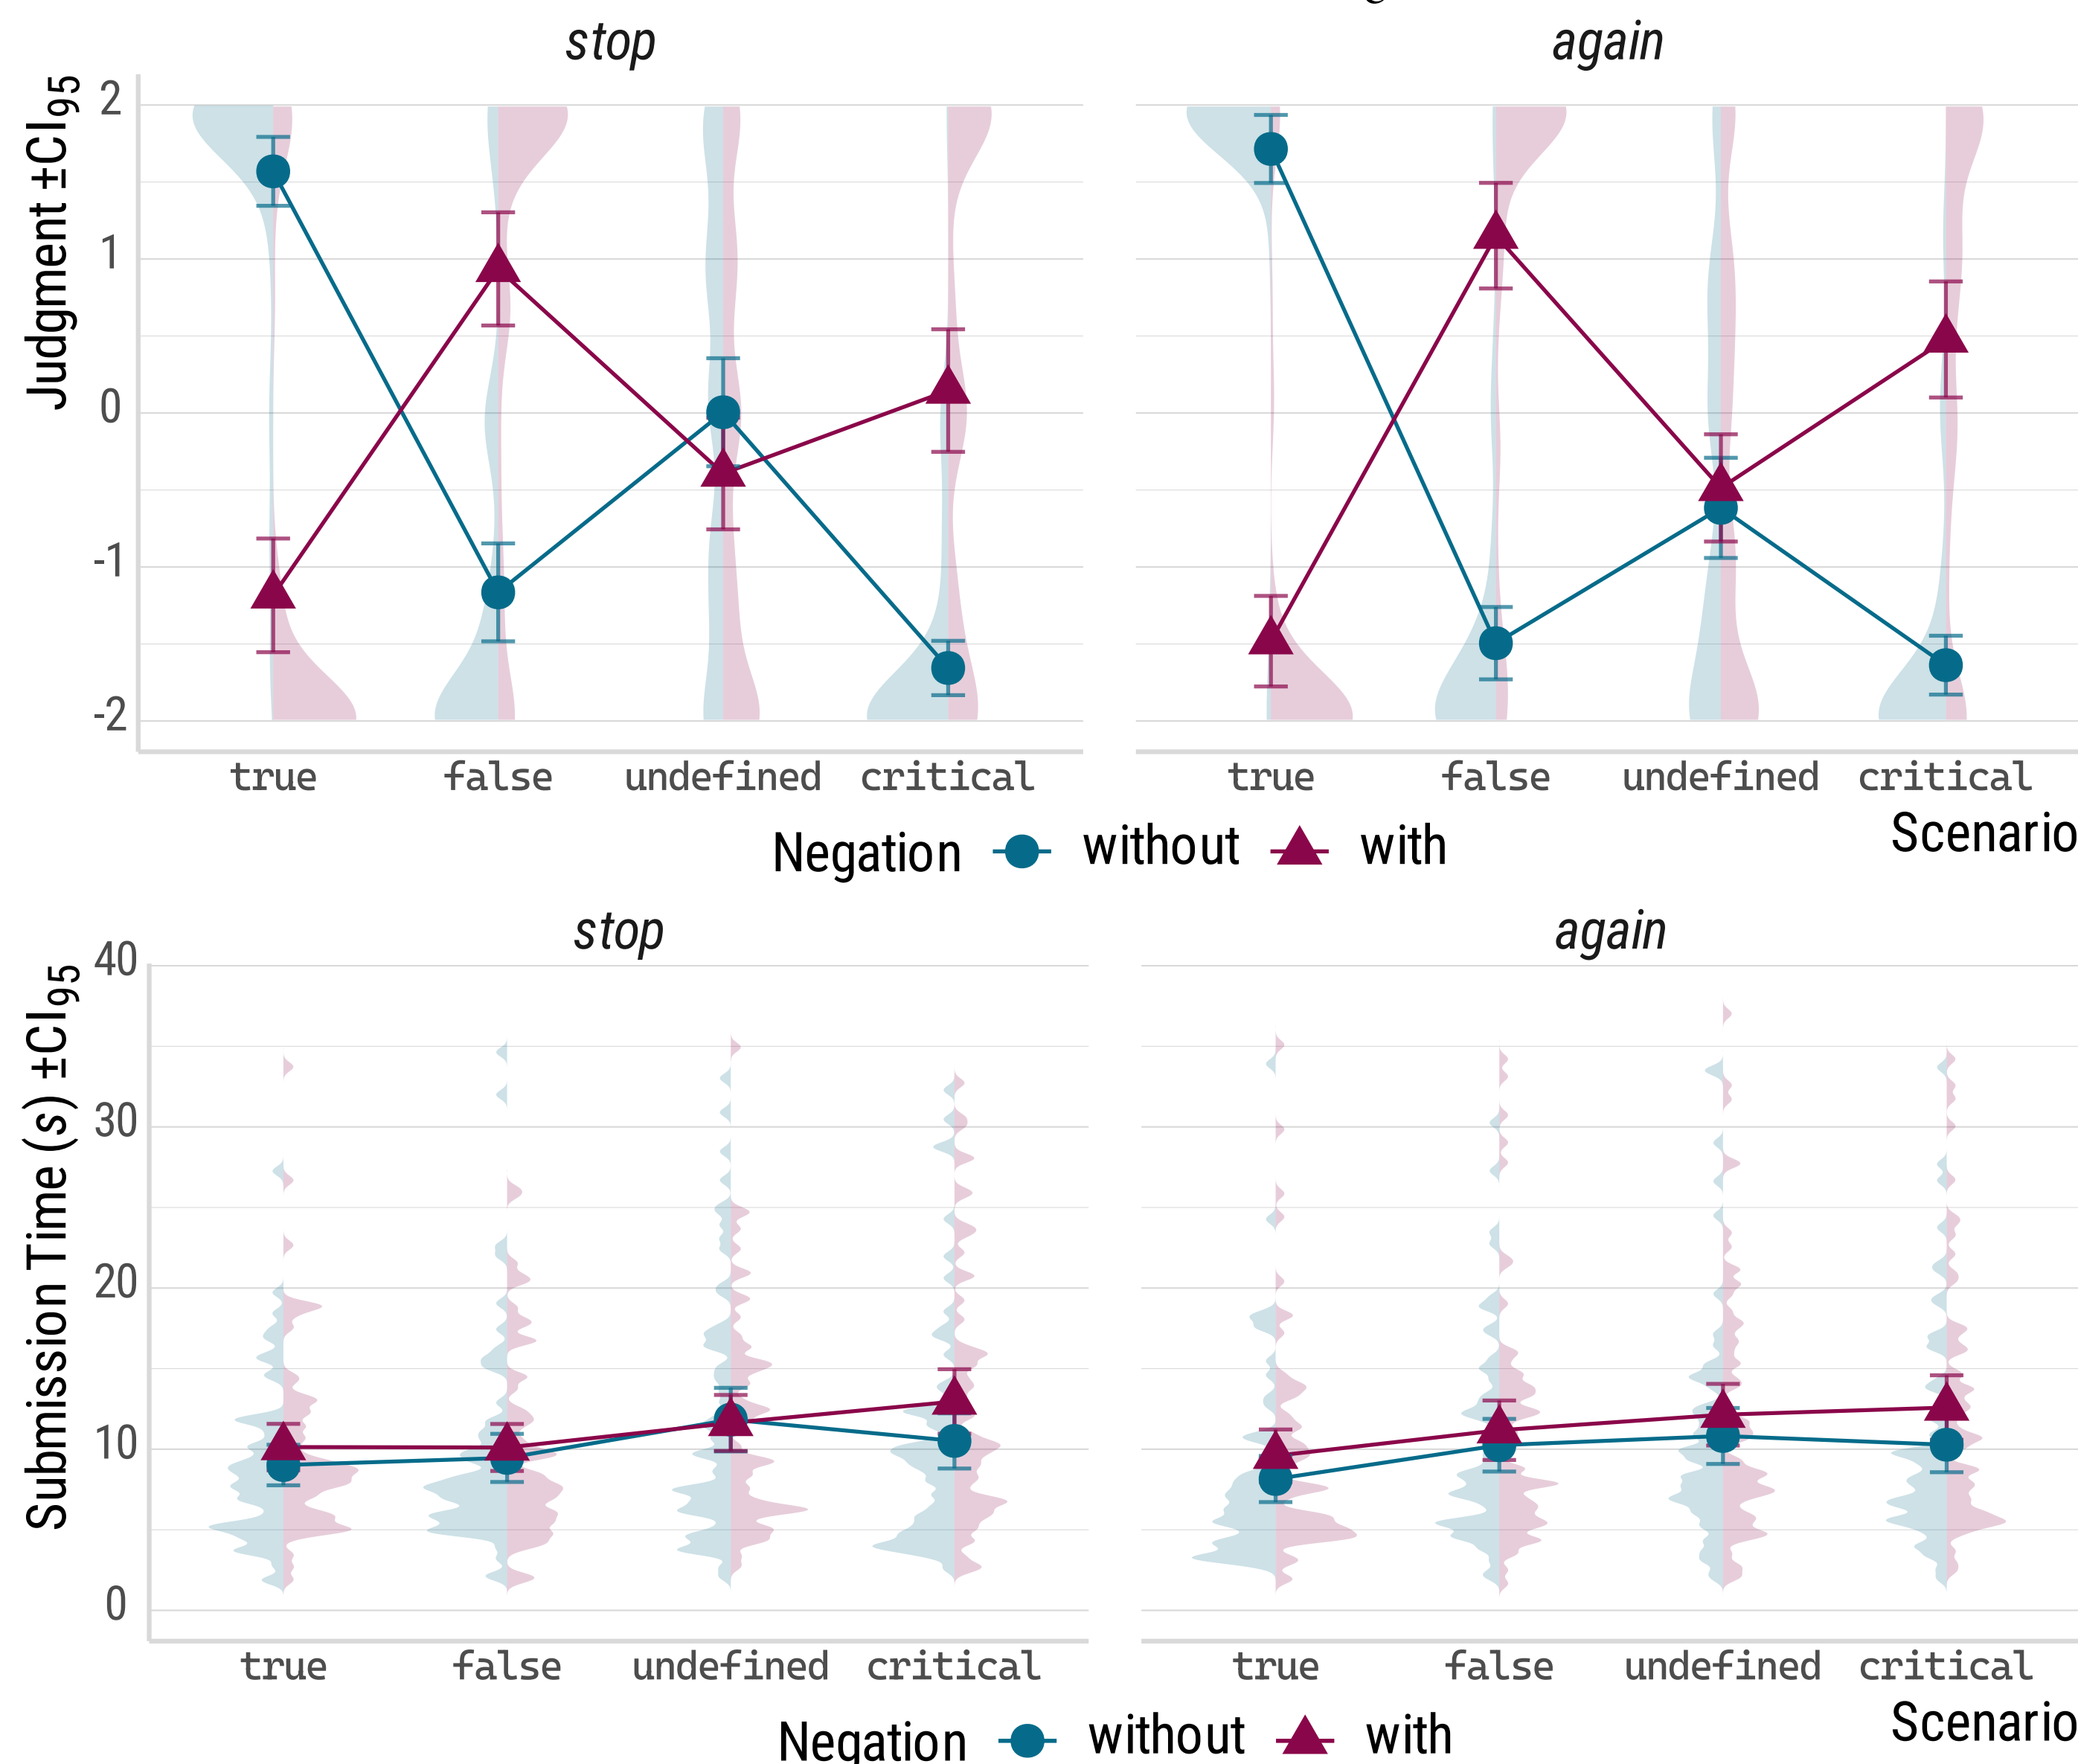 stop again
Judgment ±CI95
2
1
0
-1
-2
true false undefined critical true false undefined critical
Scenario
Negation without with
stop again
Submission Time (s) ±CI95
40
30
20
10
0
true false undefined critical true false undefined critical
Scenario
Negation without with